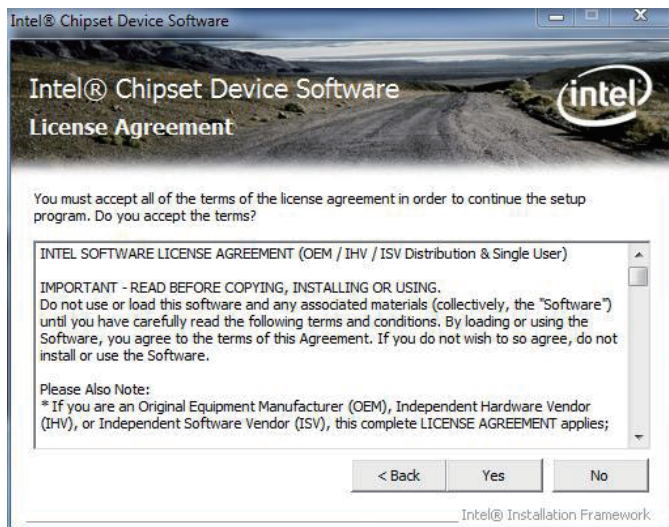 Intel® Chipset Device Software
Intel® Chipset Device Software
intel
License Agreement
You must accept all of the terms of the license agreement in order to continue the setup
program. Do you accept the terms?
INTEL SOFTWARE LICENSE AGREEMENT (OEM / IHV / ISV Distribution & Single User)
IMPORTANT - READ BEFORE COPYING, INSTALLING OR USING.
Do not use or load this software and any associated materials (collectively, the "Software")
until you have carefully read the following terms and conditions. By loading or using the
Software, you agree to the terms of this Agreement. If you do not wish to so agree, do not
install or use the Software.
Please Also Note:
* If you are an Original Equipment Manufacturer (OEM), Independent Hardware Vendor
(IHV), or Independent Software Vendor (ISV), this complete LICENSE AGREEMENT applies;
< Back Yes No
Intel® Installation Framework